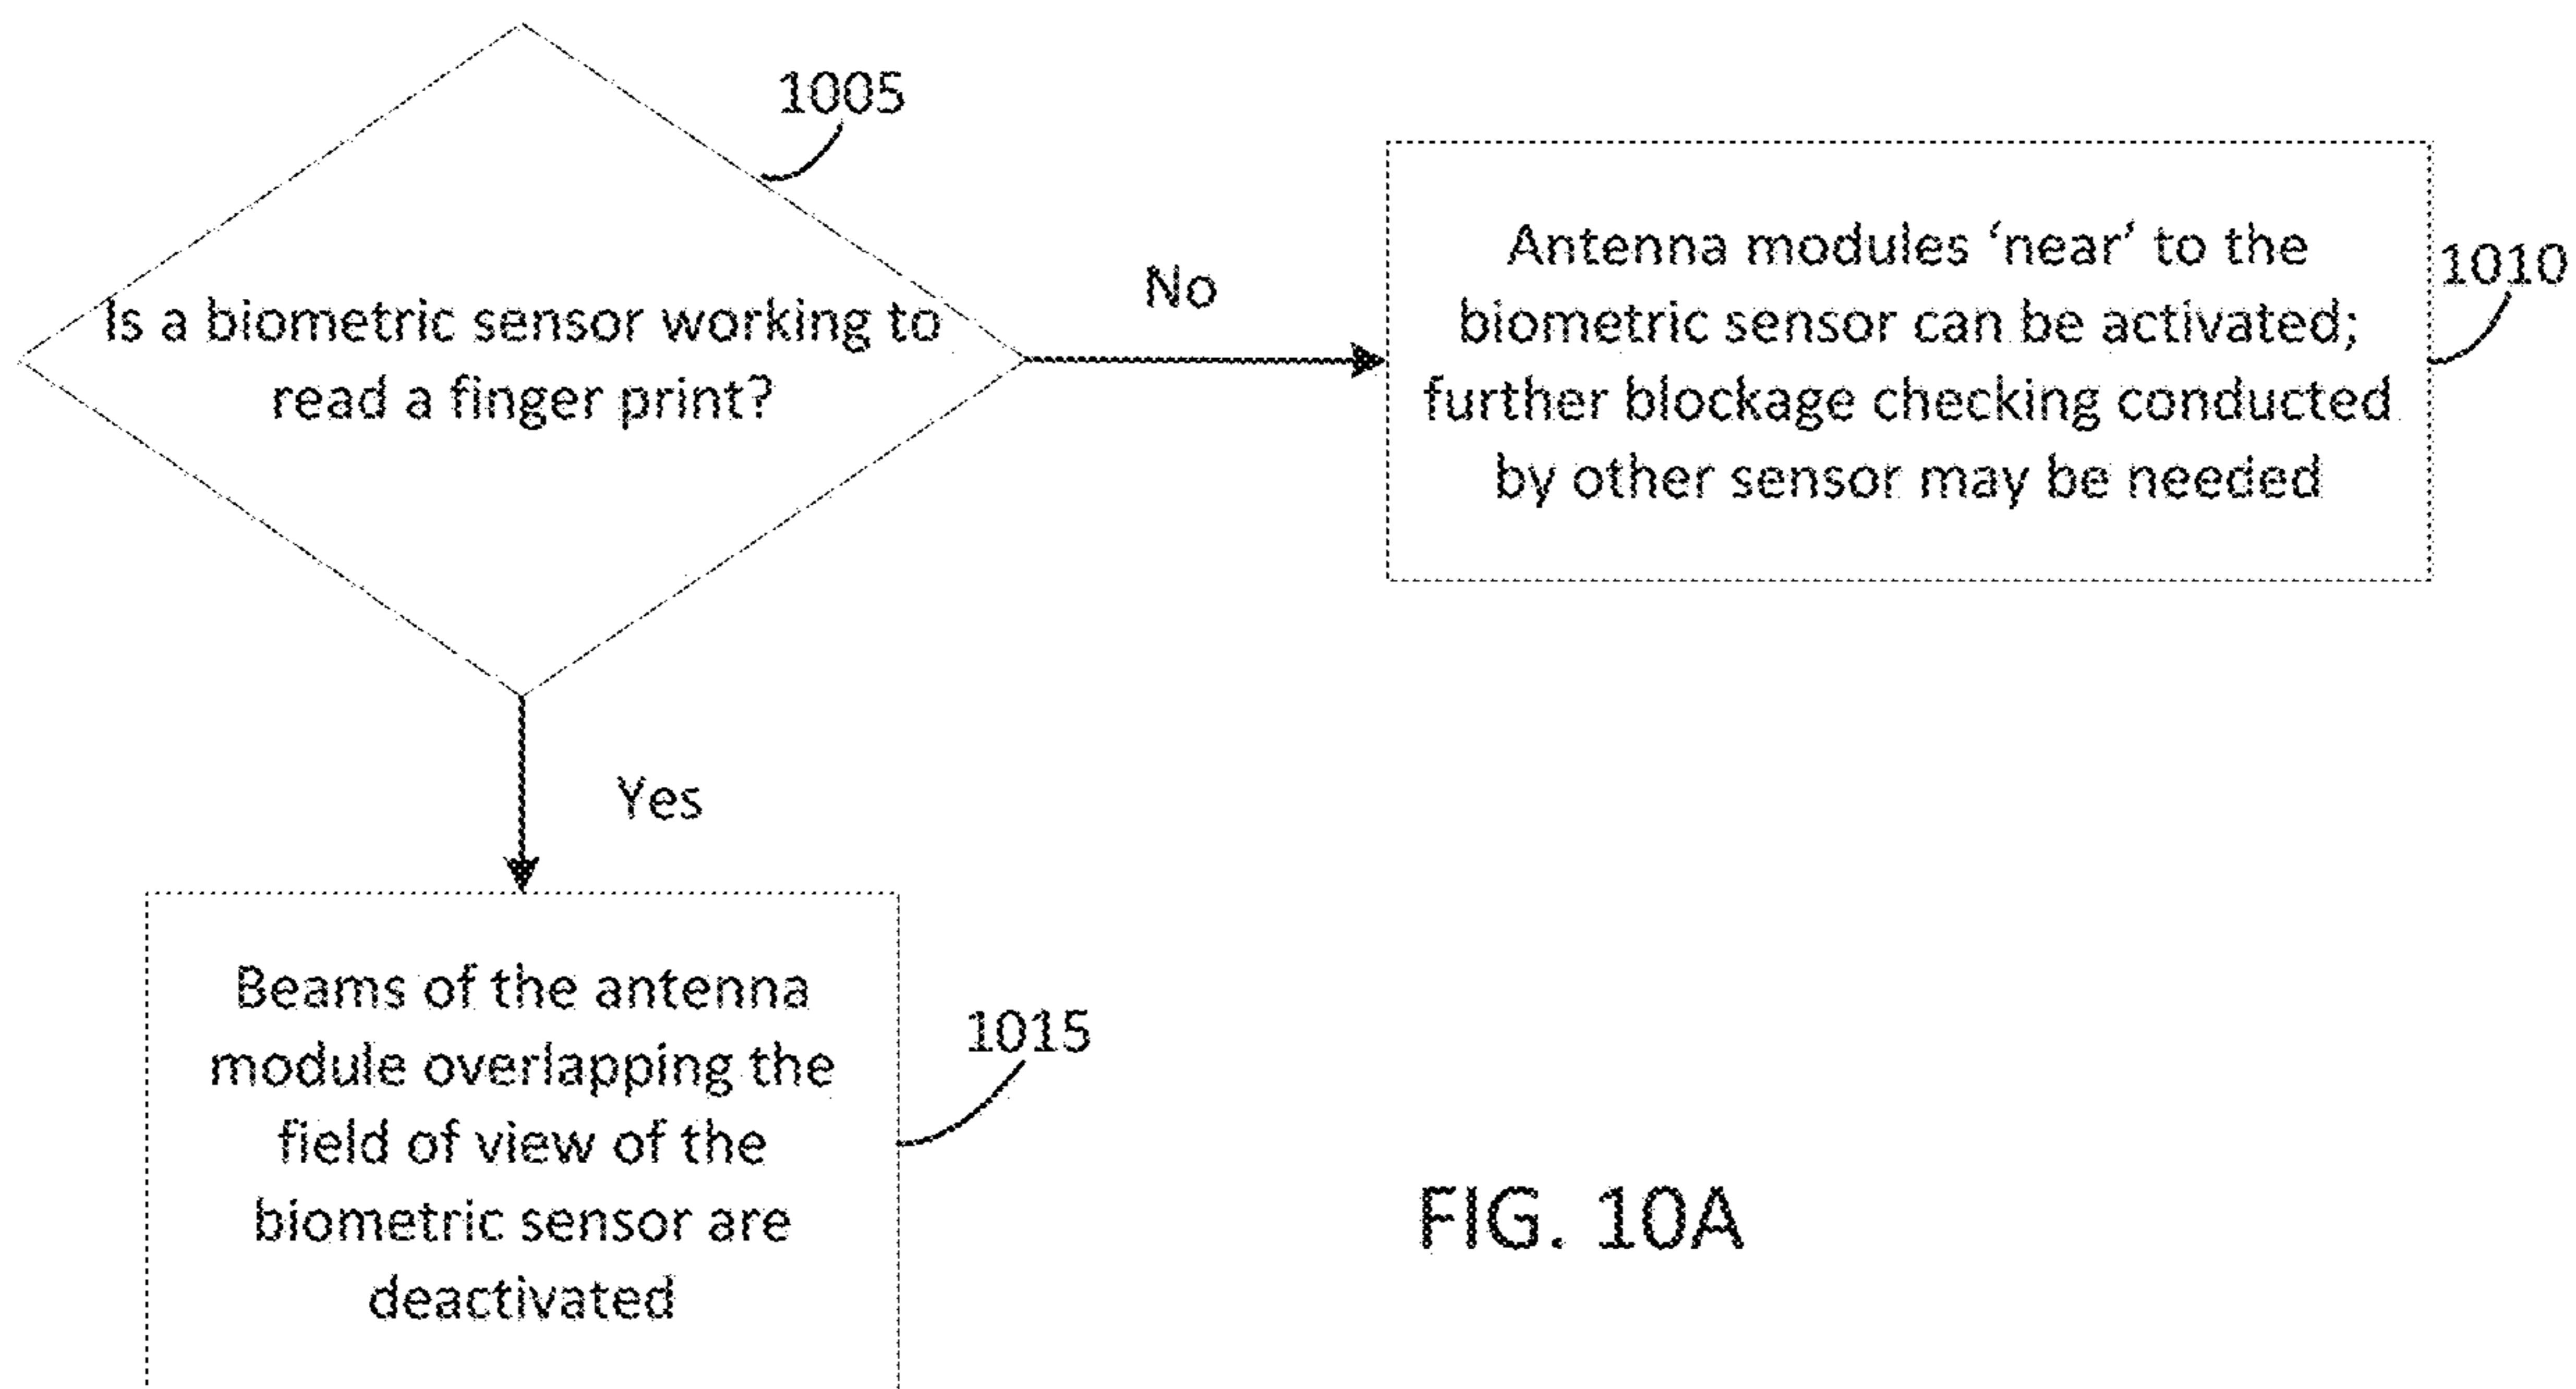 1005
Is a biometric sensor working to
read a finger print?
No
Antenna modules ‘near’ to the
biometric sensor can be activated;
further blockage checking conducted
by other sensor may be needed
1010
Yes
Beams of the antenna
module overlapping the
field of view of the
biometric sensor are
deactivated
1015
FIG. 10A